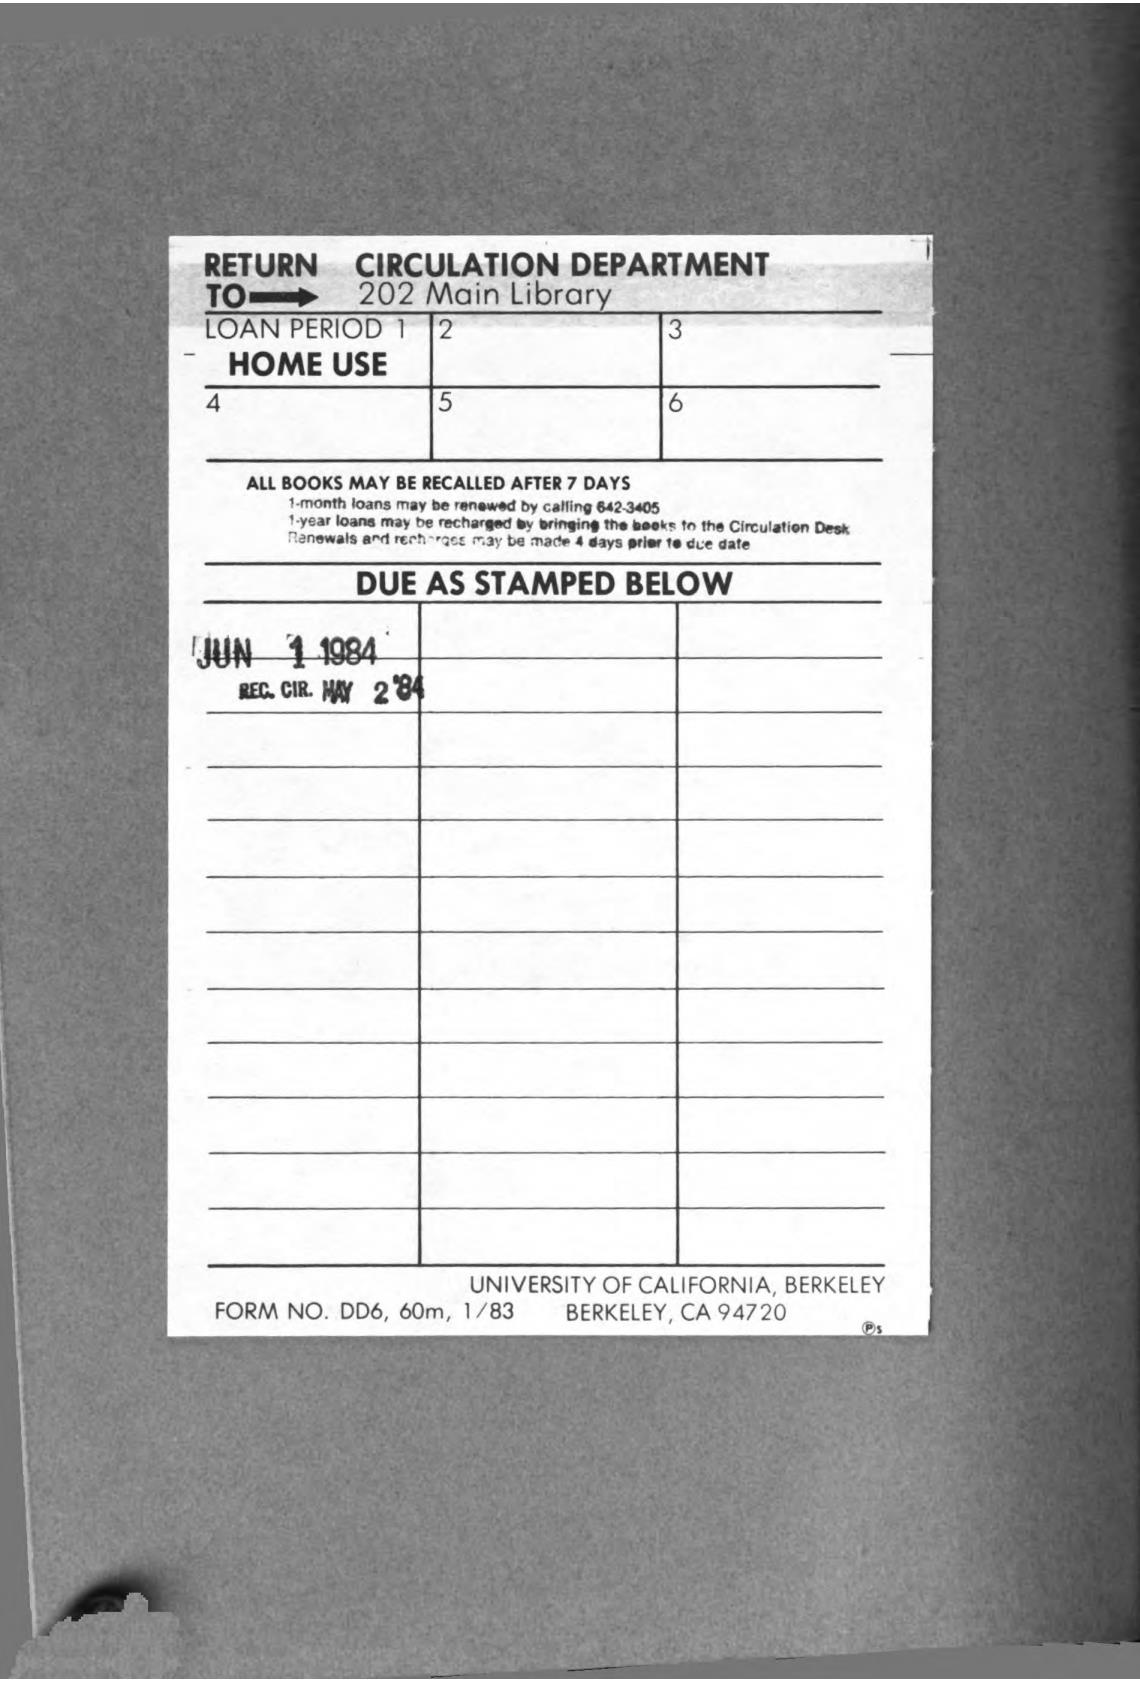 RETURN CIRCULATION DEPARTMENT
TO 202 Main Library
LOAN PERIOD 1 2 3
HOME USE
4 5 6
ALL BOOKS MAY BE RECALLED AFTER 7 DAYS
1-month loans may be renewed by calling 642-3405
1-year loans may be recharged by bringing the books to the Circulation Desk
Renewals and recharges may be made 4 days prior to due date
DUE AS STAMPED BELOW
JUN 1 1984
REC. CIR. MAY 2 '84
UNIVERSITY OF CALIFORNIA, BERKELEY
FORM NO. DD6, 60m, 1/83 BERKELEY, CA 94720
Ⓟs